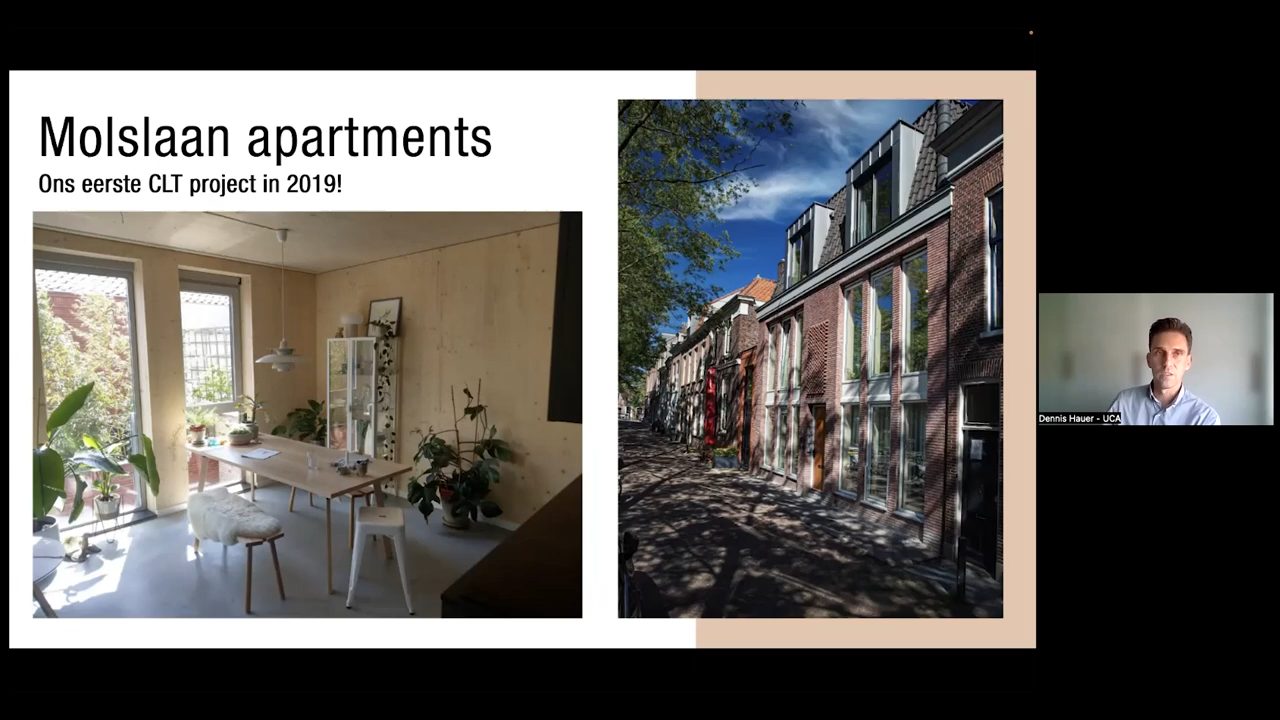 Molslaan apartments
Ons eerste CLT project in 2019!
Dennis Hauer - UCA